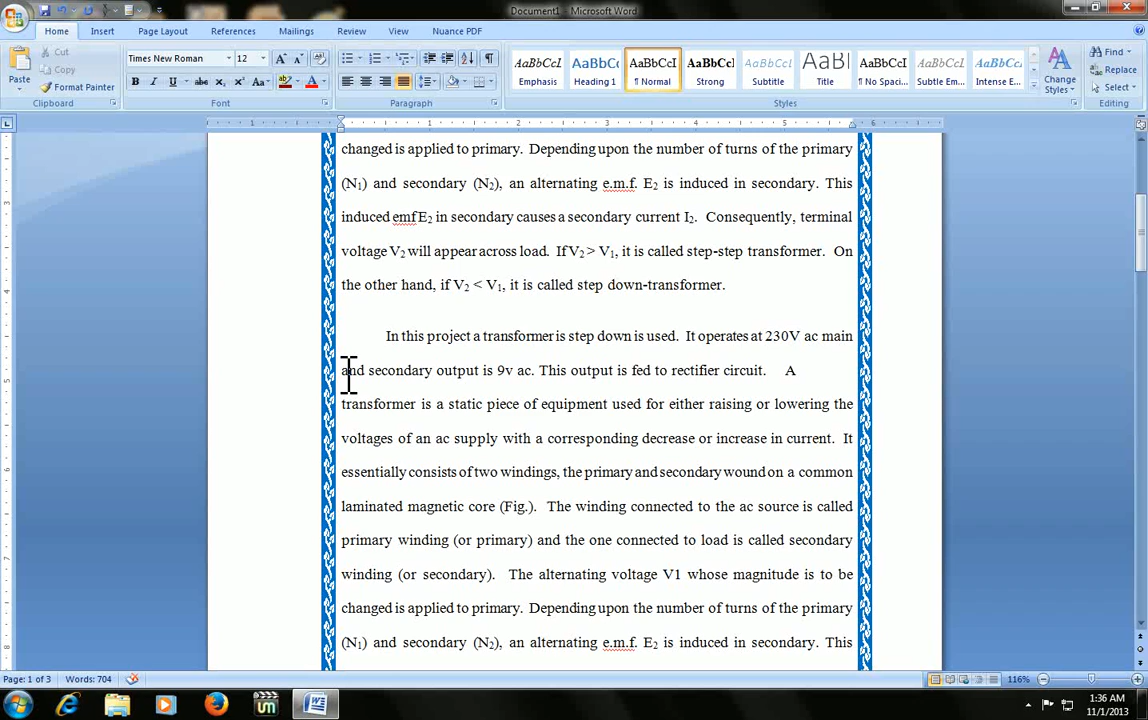 Document1 - Microsoft Word
Home Insert Page Layout References Mailings Review View Nuance PDF
Paste
Cut
Copy
Format Painter
Clipboard
Times New Roman 12
Font
Paragraph
AaBbCcI AaBbC AaBbCcI AaBbCcI AaBbCcI AaBl AaBbCcI AaBbCcI AaBbCcI
Emphasis Heading 1 ¶ Normal Strong Subtitle Title ¶ No Spaci... Subtle Em... Intense E...
Styles
Change Styles
Find
Replace
Select
Editing
changed is applied to primary. Depending upon the number of turns of the primary
(N1) and secondary (N2), an alternating e.m.f. E2 is induced in secondary. This
induced emf E2 in secondary causes a secondary current I2. Consequently, terminal
voltage V2 will appear across load. If V2 > V1, it is called step-step transformer. On
the other hand, if V2 < V1, it is called step down-transformer.
In this project a transformer is step down is used. It operates at 230V ac main
and secondary output is 9v ac. This output is fed to rectifier circuit. A
transformer is a static piece of equipment used for either raising or lowering the
voltages of an ac supply with a corresponding decrease or increase in current. It
essentially consists of two windings, the primary and secondary wound on a common
laminated magnetic core (Fig.). The winding connected to the ac source is called
primary winding (or primary) and the one connected to load is called secondary
winding (or secondary). The alternating voltage V1 whose magnitude is to be
changed is applied to primary. Depending upon the number of turns of the primary
(N1) and secondary (N2), an alternating e.m.f. E2 is induced in secondary. This
Page: 1 of 3 Words: 704 116%
1:36 AM
11/1/2013